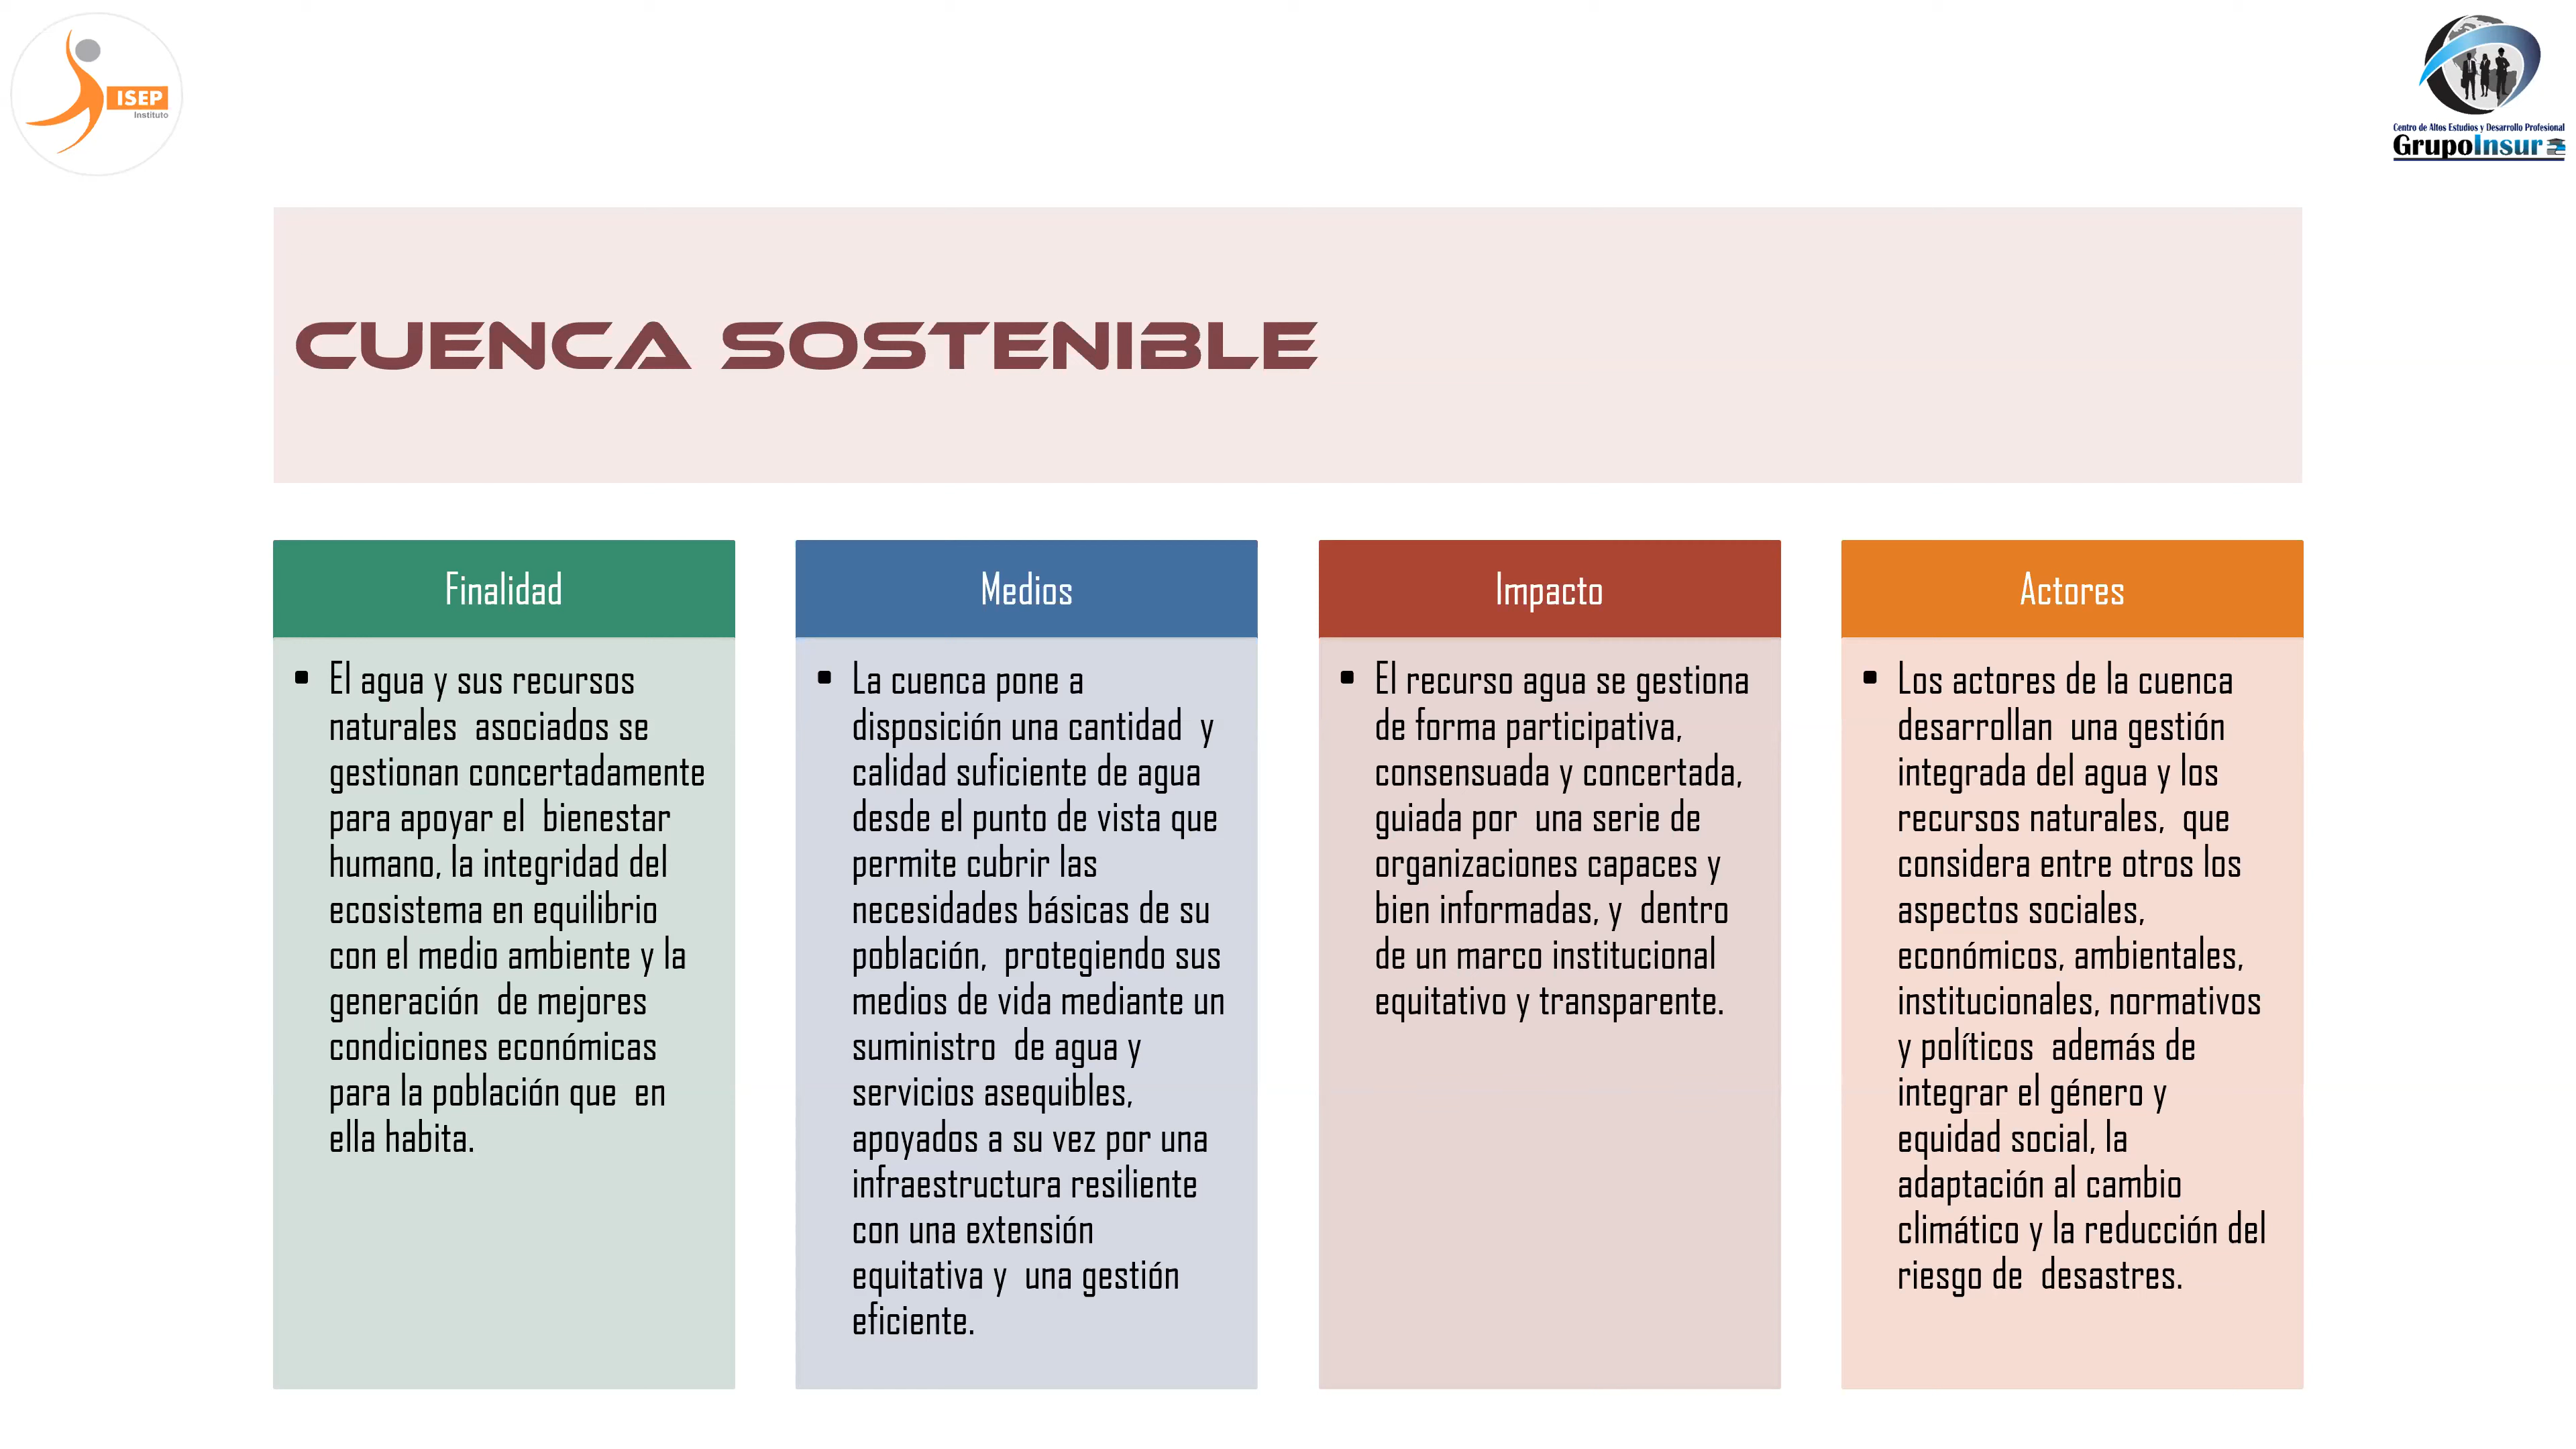 ISEP
Instituto
Centro de Altos Estudios y Desarrollo Profesional
GrupoInsur
CUENCA SOSTENIBLE
Finalidad
El agua y sus recursos
naturales asociados se
gestionan concertadamente
para apoyar el bienestar
humano, la integridad del
ecosistema en equilibrio
con el medio ambiente y la
generación de mejores
condiciones económicas
para la población que en
ella habita.
Medios
La cuenca pone a
disposición una cantidad y
calidad suficiente de agua
desde el punto de vista que
permite cubrir las
necesidades básicas de su
población, protegiendo sus
medios de vida mediante un
suministro de agua y
servicios asequibles,
apoyados a su vez por una
infraestructura resiliente
con una extensión
equitativa y una gestión
eficiente.
Impacto
El recurso agua se gestiona
de forma participativa,
consensuada y concertada,
guiada por una serie de
organizaciones capaces y
bien informadas, y dentro
de un marco institucional
equitativo y transparente.
Actores
Los actores de la cuenca
desarrollan una gestión
integrada del agua y los
recursos naturales, que
considera entre otros los
aspectos sociales,
económicos, ambientales,
institucionales, normativos
y políticos además de
integrar el género y
equidad social, la
adaptación al cambio
climático y la reducción del
riesgo de desastres.